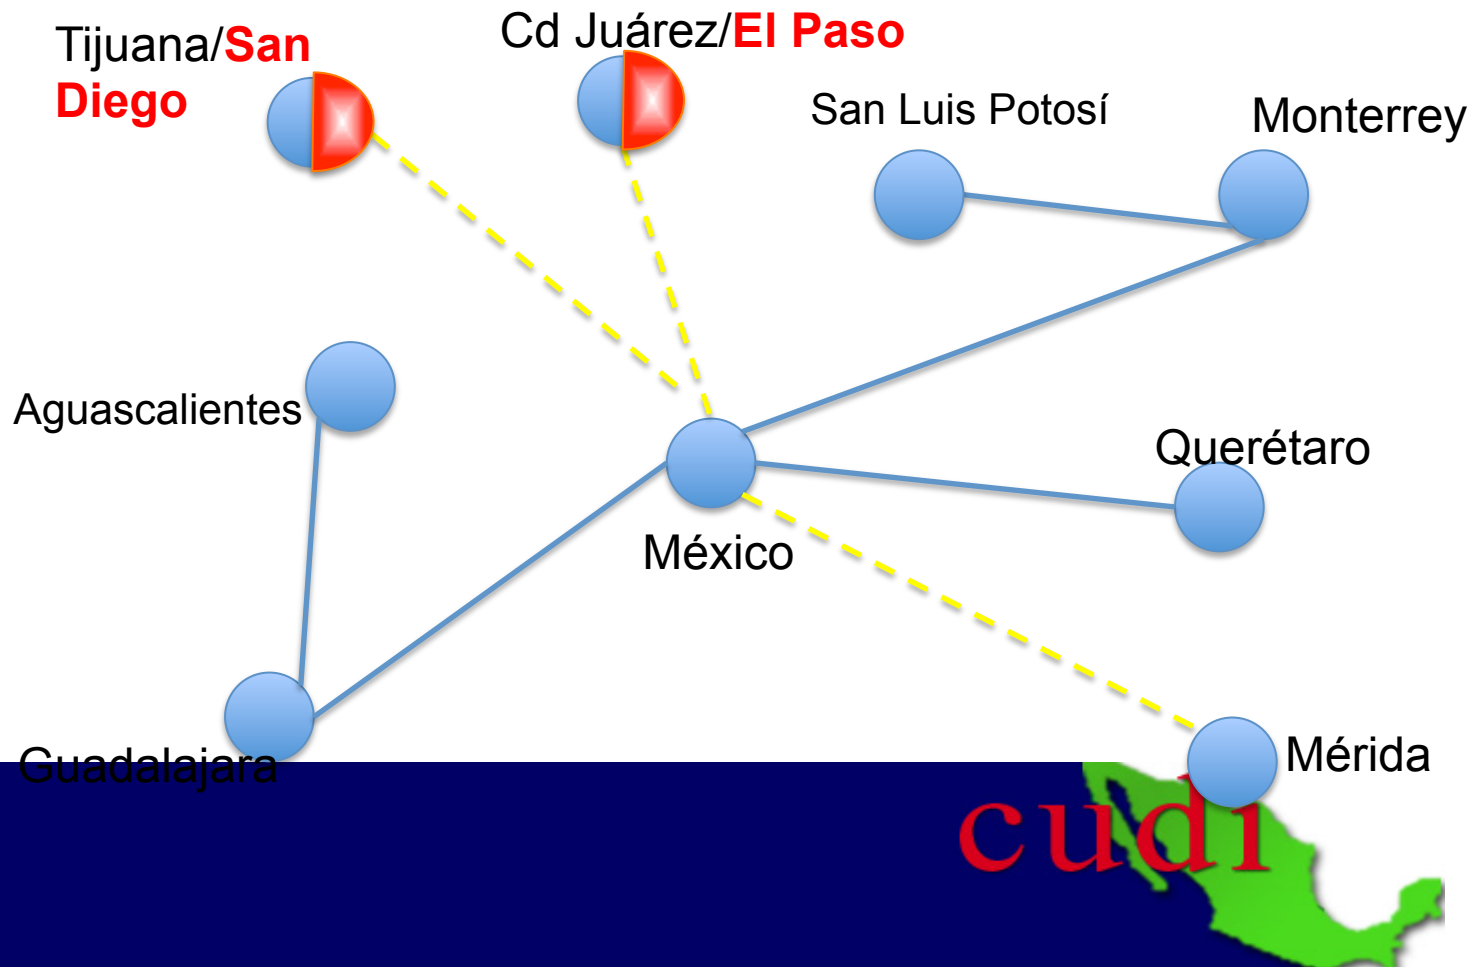 Tijuana/San
Diego
Cd Juárez/El Paso
San Luis Potosí
Monterrey
Aguascalientes
Querétaro
México
Guadalajara
Mérida
cudi